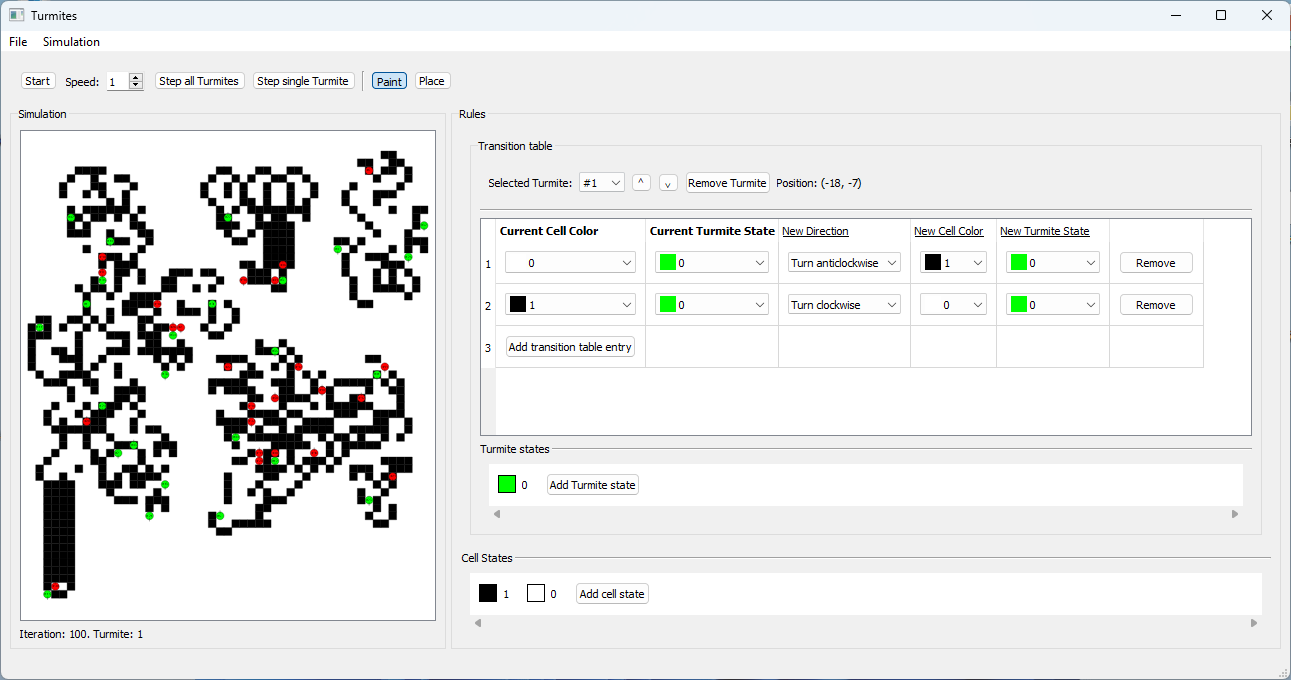 Turmites
File Simulation
Start Speed: 1 Step all Turmites Step single Turmite Paint Place
Simulation
Rules
Transition table
Selected Turmite: #1 ^ v Remove Turmite Position: (-18, -7)
Current Cell Color Current Turmite State New Direction New Cell Color New Turmite State
1 0 0 Turn anticlockwise 1 0 Remove
2 1 0 Turn clockwise 0 0 Remove
3 Add transition table entry
Turmite states
0 Add Turmite state
Cell States
1 0 Add cell state
Iteration: 100. Turmite: 1